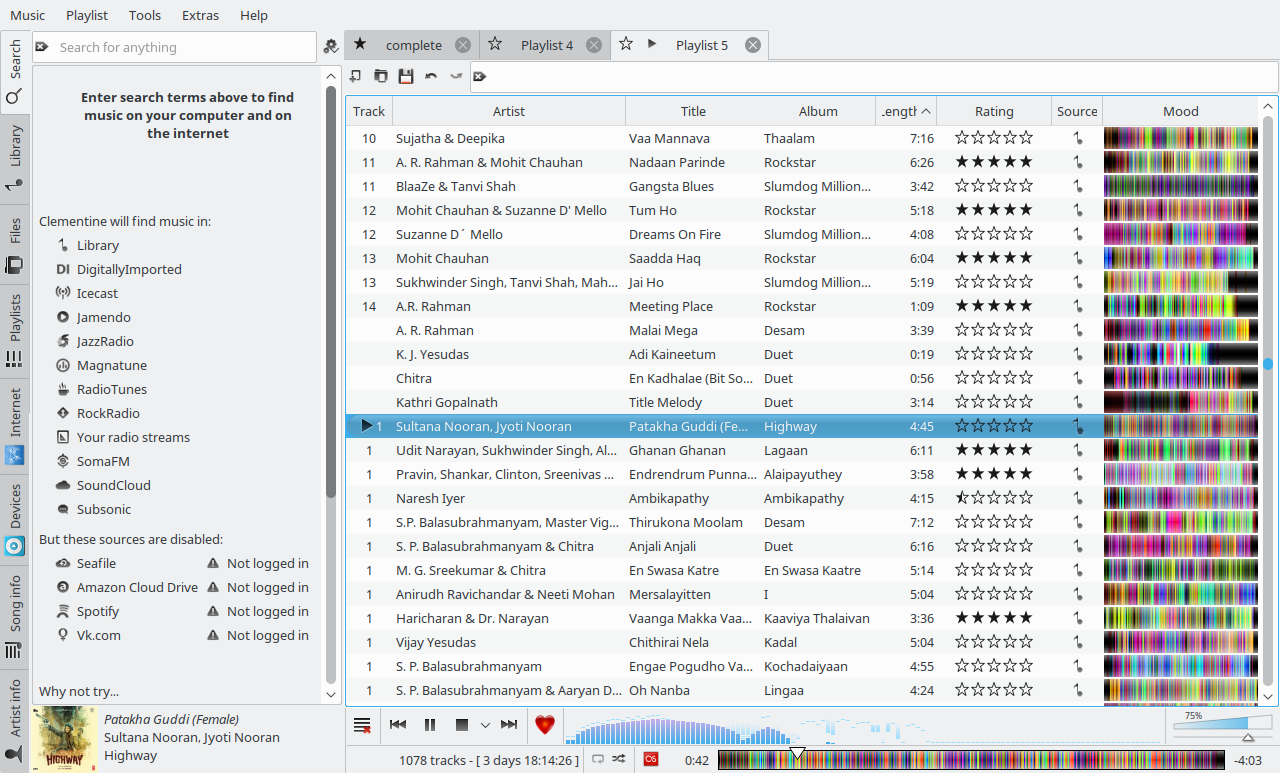 Music Playlist Tools Extras Help
Search
Library
Files
Playlists
Internet
Devices
Song info
Artist info
Search for anything
Enter search terms above to find
music on your computer and on
the internet
Clementine will find music in:
Library
DI DigitallyImported
Icecast
Jamendo
JazzRadio
Magnatune
RadioTunes
RockRadio
Your radio streams
SomaFM
SoundCloud
Subsonic
But these sources are disabled:
Seafile Not logged in
Amazon Cloud Drive Not logged in
Spotify Not logged in
Vk.com Not logged in
Why not try...
HIGHWAY
Patakha Guddi (Female)
Sultana Nooran, Jyoti Nooran
Highway
complete Playlist 4 Playlist 5
Track Artist Title Album Length Rating Source Mood
10 Sujatha & Deepika Vaa Mannava Thaalam 7:16
11 A. R. Rahman & Mohit Chauhan Nadaan Parinde Rockstar 6:26
11 BlaaZe & Tanvi Shah Gangsta Blues Slumdog Million... 3:42
12 Mohit Chauhan & Suzanne D' Mello Tum Ho Rockstar 5:18
12 Suzanne D´ Mello Dreams On Fire Slumdog Million... 4:08
13 Mohit Chauhan Saadda Haq Rockstar 6:04
13 Sukhwinder Singh, Tanvi Shah, Mah... Jai Ho Slumdog Million... 5:19
14 A.R. Rahman Meeting Place Rockstar 1:09
A. R. Rahman Malai Mega Desam 3:39
K. J. Yesudas Adi Kaineetum Duet 0:19
Chitra En Kadhalae (Bit So... Duet 0:56
Kathri Gopalnath Title Melody Duet 3:14
1 Sultana Nooran, Jyoti Nooran Patakha Guddi (Fe... Highway 4:45
1 Udit Narayan, Sukhwinder Singh, Al... Ghanan Ghanan Lagaan 6:11
1 Pravin, Shankar, Clinton, Sreenivas ... Endrendrum Punna... Alaipayuthey 3:58
1 Naresh Iyer Ambikapathy Ambikapathy 4:15
1 S.P. Balasubrahmanyam, Master Vig... Thirukona Moolam Desam 7:12
1 S. P. Balasubrahmanyam & Chitra Anjali Anjali Duet 6:16
1 M. G. Sreekumar & Chitra En Swasa Katre En Swasa Kaatre 5:14
1 Anirudh Ravichandar & Neeti Mohan Mersalayitten I 5:04
1 Haricharan & Dr. Narayan Vaanga Makka Vaa... Kaaviya Thalaivan 3:36
1 Vijay Yesudas Chithirai Nela Kadal 5:04
1 S. P. Balasubrahmanyam Engae Pogudho Va... Kochadaiyaan 4:55
1 S. P. Balasubrahmanyam & Aaryan D... Oh Nanba Lingaa 4:24
75%
1078 tracks - [ 3 days 18:14:26 ] 0:42 -4:03